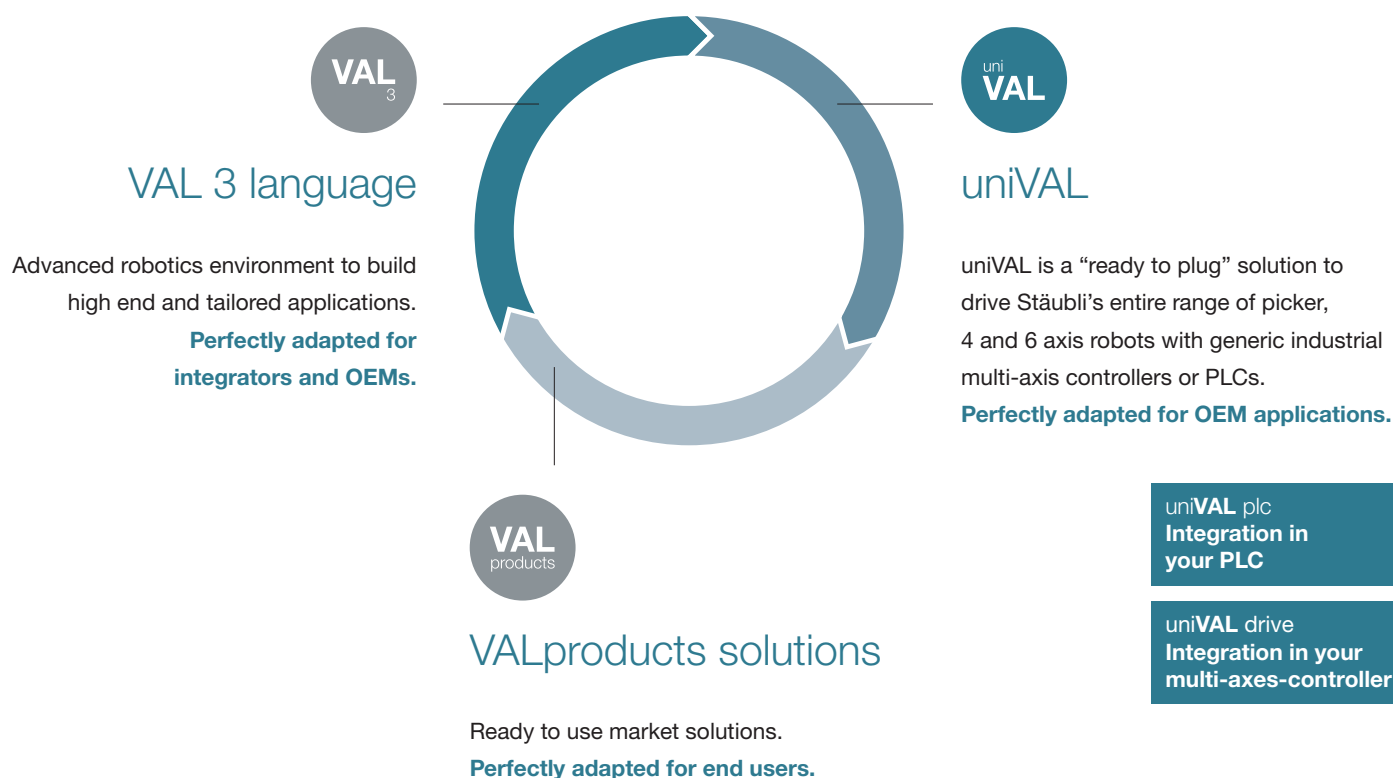 VAL
3
VAL 3 language
Advanced robotics environment to build
high end and tailored applications.
Perfectly adapted for
integrators and OEMs.
uni
VAL
uniVAL
uniVAL is a “ready to plug” solution to
drive Stäubli’s entire range of picker,
4 and 6 axis robots with generic industrial
multi-axis controllers or PLCs.
Perfectly adapted for OEM applications.
uniVAL plc
Integration in
your PLC
uniVAL drive
Integration in your
multi-axes-controller
VAL
products
VALproducts solutions
Ready to use market solutions.
Perfectly adapted for end users.